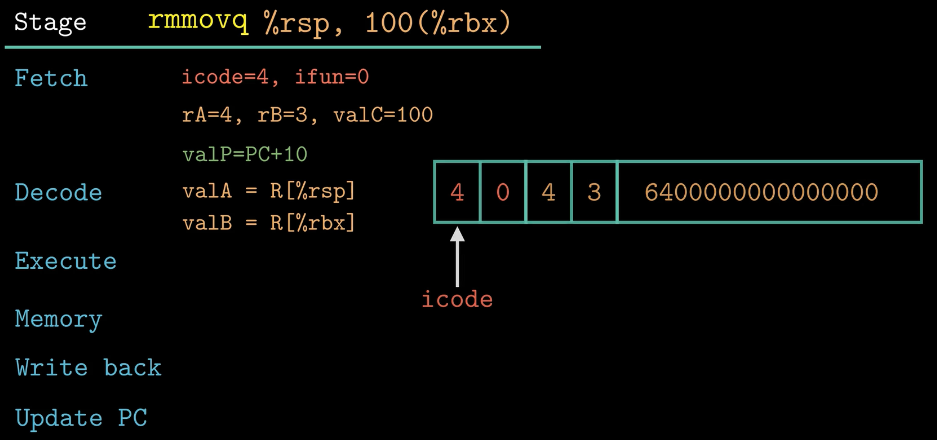 Stage rmmovq %rsp, 100(%rbx)
Fetch icode=4, ifun=0
rA=4, rB=3, valC=100
valP=PC+10
Decode valA = R[%rsp]
valB = R[%rbx]
4 0 4 3 6400000000000000
Execute
icode
Memory
Write back
Update PC